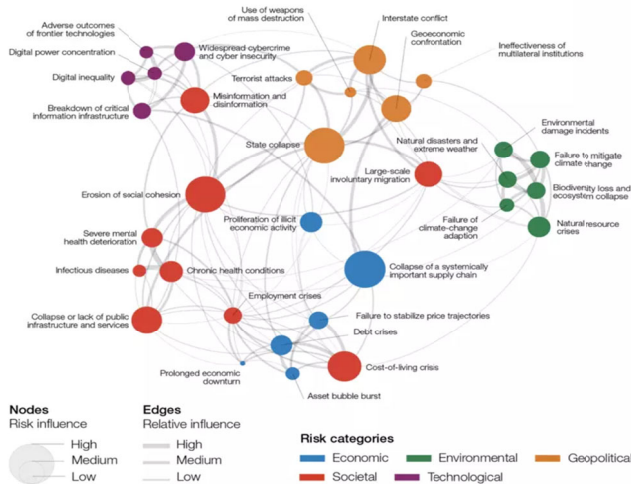 Use of weapons
of mass destruction
Interstate conflict
Adverse outcomes
of frontier technologies
Geoeconomic
confrontation
Digital power concentration
Widespread cybercrime
and cyber insecurity
Ineffectiveness of
multilateral institutions
Digital inequality
Terrorist attacks
Misinformation and
disinformation
Breakdown of critical
information infrastructure
Environmental
damage indents
State collapse
Natural disasters and
extreme weather
Failure to mitigate
climate change
Large-scale
involuntary migration
Biodiversity loss and
ecosystem collapse
Erosion of social cohesion
Proliferation of illicit
economic activity
Failure of
climate-change
adaption
Natural resource
crises
Severe mental
health deterioration
Infectious diseases
Chronic health conditions
Collapse of a systemically
important supply chain
Employment crises
Collapse or lack of public
infrastructure and services
Failure to stabilize price trajectories
Debt crises
Prolonged economic
downturn
Cost-of-living crisis
Asset bubble burst
Nodes
Risk influence
High
Medium
Low
Edges
Relative influence
High
Medium
Low
Risk categories
Economic
Environmental
Geopolitical
Societal
Technological